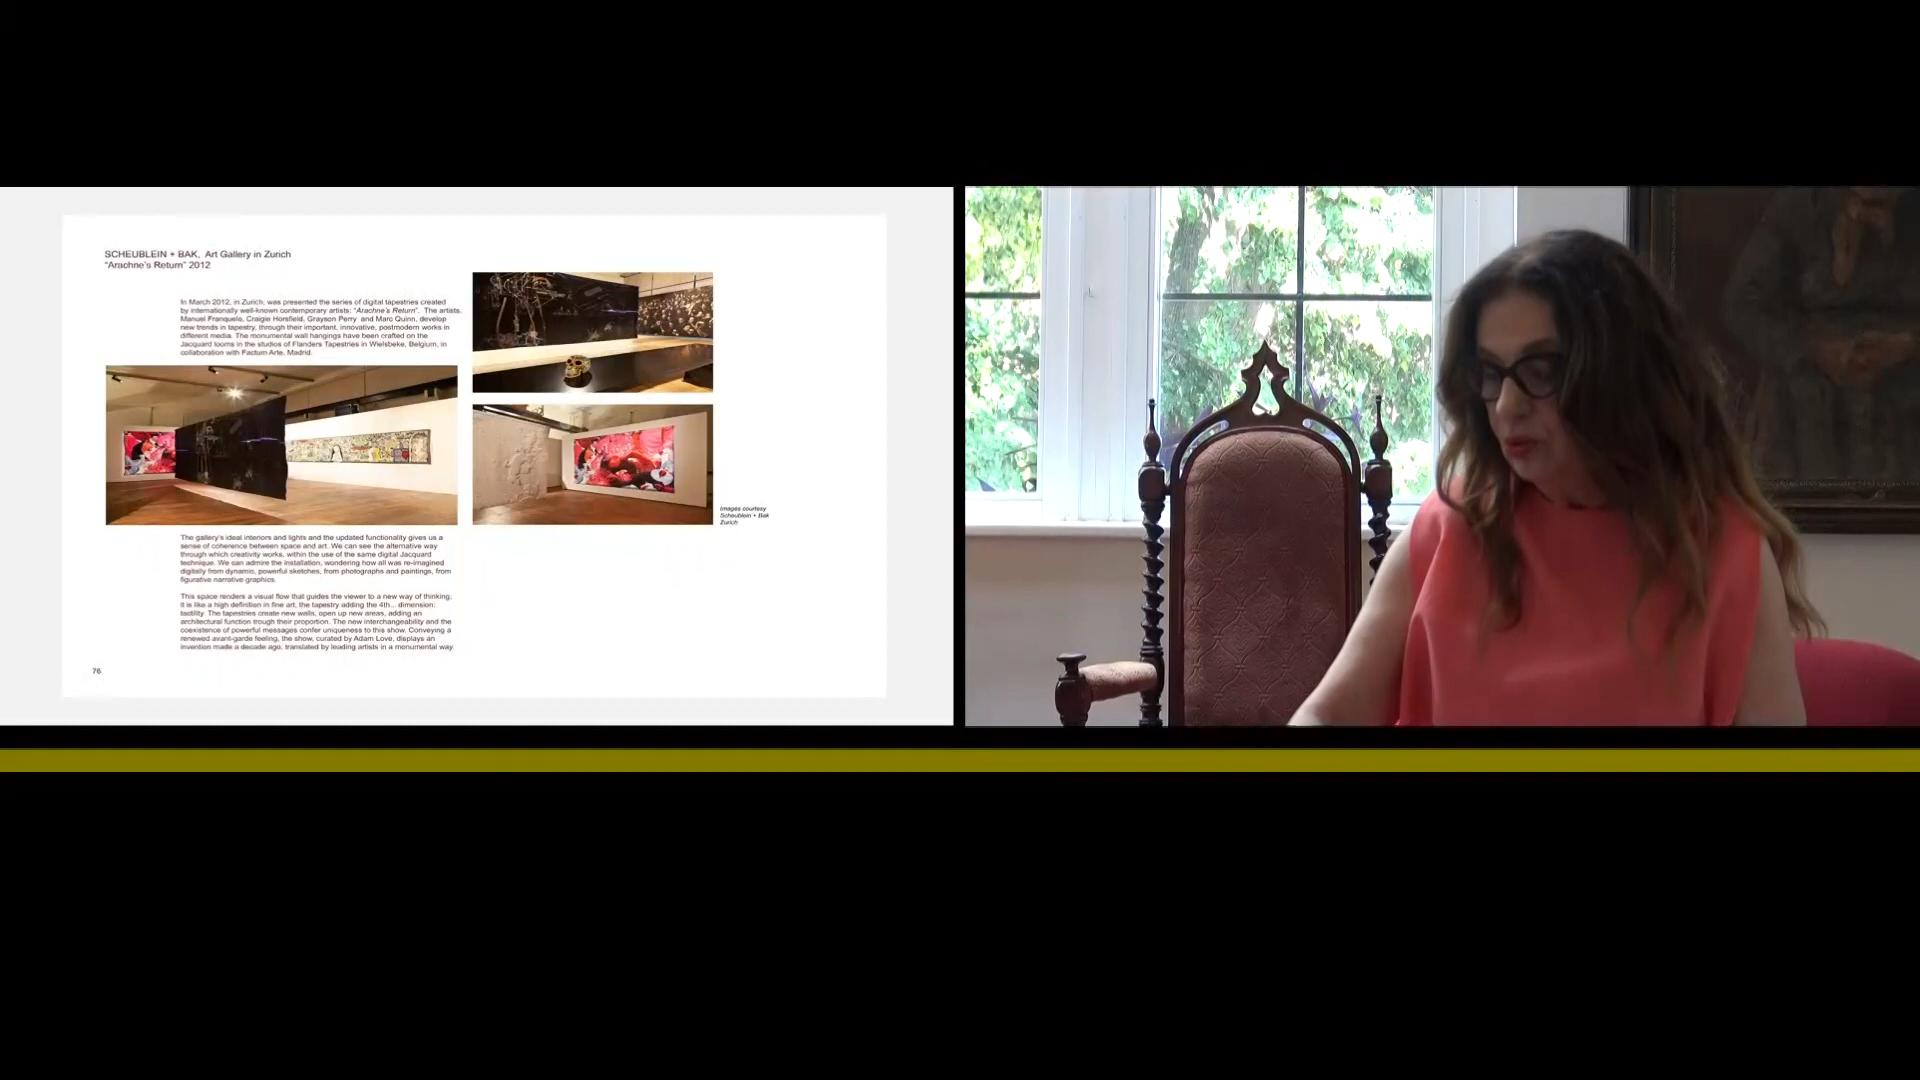 SCHEUBLEIN + BAK, Art Gallery in Zurich
"Arachne's Return" 2012
In March 2012, in Zurich, was presented the series of digital tapestries created
by internationally well-known contemporary artists: "Arachne's Return". The artists,
Manuel Franquelo, Craigie Horsfield, Grayson Perry and Marc Quinn, develop
new trends in tapestry, through their important, innovative, postmodern works in
different media. The monumental wall hangings have been crafted on the
Jacquard looms in the studios of Flanders Tapestries in Wielsbeke, Belgium, in
collaboration with Factum Arte, Madrid.
Images courtesy
Scheublein + Bak
Zurich
The gallery's ideal interiors and lights and the updated functionality gives us a
sense of coherence between space and art. We can see the alternative way
through which creativity works, within the use of the same digital Jacquard
technique. We can admire the installation, wondering how all was re-imagined
digitally from dynamic, powerful sketches, from photographs and paintings, from
figurative narrative graphics.
This space renders a visual flow that guides the viewer to a new way of thinking,
it is like a high definition in fine art, the tapestry adding the 4th... dimension:
tactility. The tapestries create new walls, open up new areas, adding an
architectural function trough their proportion. The new interchangeability and the
coexistence of powerful messages confer uniqueness to this show. Conveying a
renewed avant-garde feeling, the show, curated by Adam Love, displays an
invention made a decade ago, translated by leading artists in a monumental way.
76